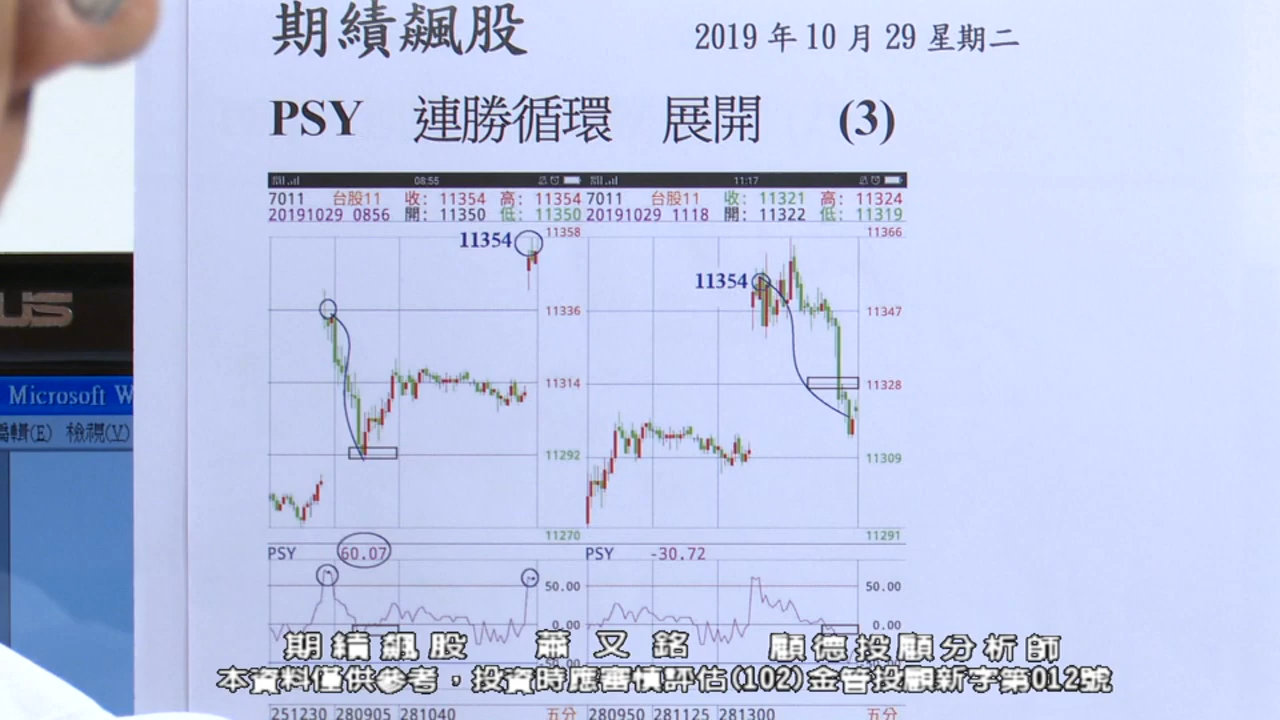 期績飆股 2019 年 10 月 29 星期二
PSY 連勝循環 展開 (3)
08:55 11:17
7011 台股11 收: 11354 高: 11354 7011 台股11 收: 11321 高: 11324
20191029 0856 開: 11350 低: 11350 20191029 1118 開: 11322 低: 11319
11354 11358 11366
11354
11336 11347
11314 11328
11292 11309
11270 11291
PSY 60.07 PSY -30.72
50.00 50.00
0.00 0.00
US
Microsoft W
編輯(E) 檢視(V)
期績飆股 蕭又銘 顧德投顧分析師
本資料僅供參考，投資時應審慎評估(102)金管投顧新字第012號
251230 280905 281040 五分 280950 281125 281300 五分